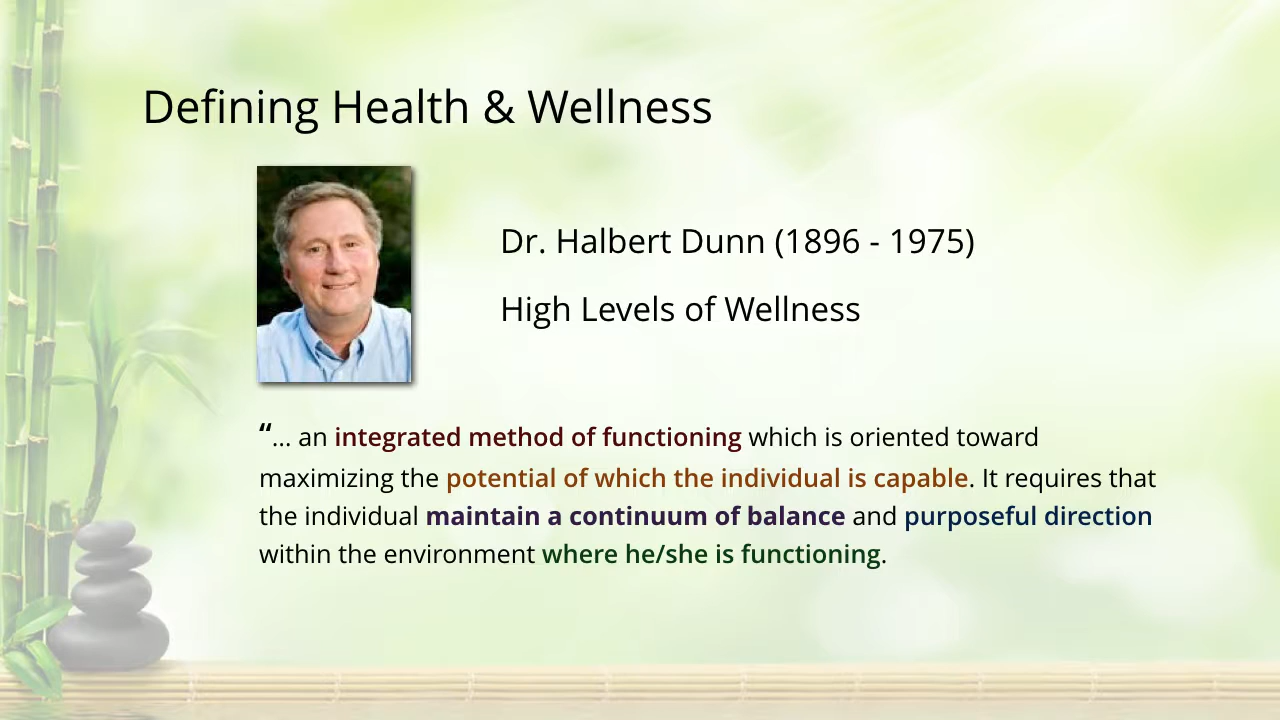 Defining Health & Wellness
Dr. Halbert Dunn (1896 - 1975)
High Levels of Wellness
“... an integrated method of functioning which is oriented toward
maximizing the potential of which the individual is capable. It requires that
the individual maintain a continuum of balance and purposeful direction
within the environment where he/she is functioning.